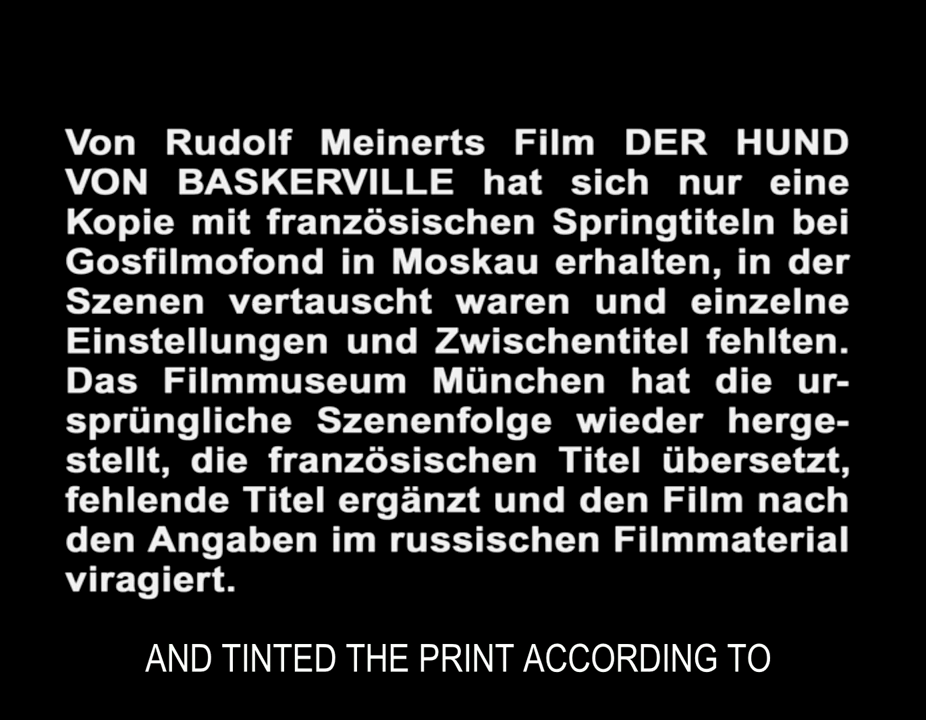 Von Rudolf Meinerts Film DER HUND
VON BASKERVILLE hat sich nur eine
Kopie mit französischen Springtiteln bei
Gosfilmofond in Moskau erhalten, in der
Szenen vertauscht waren und einzelne
Einstellungen und Zwischentitel fehlten.
Das Filmmuseum München hat die ur-
sprüngliche Szenenfolge wieder herge-
stellt, die französischen Titel übersetzt,
fehlende Titel ergänzt und den Film nach
den Angaben im russischen Filmmaterial
viragiert.
AND TINTED THE PRINT ACCORDING TO